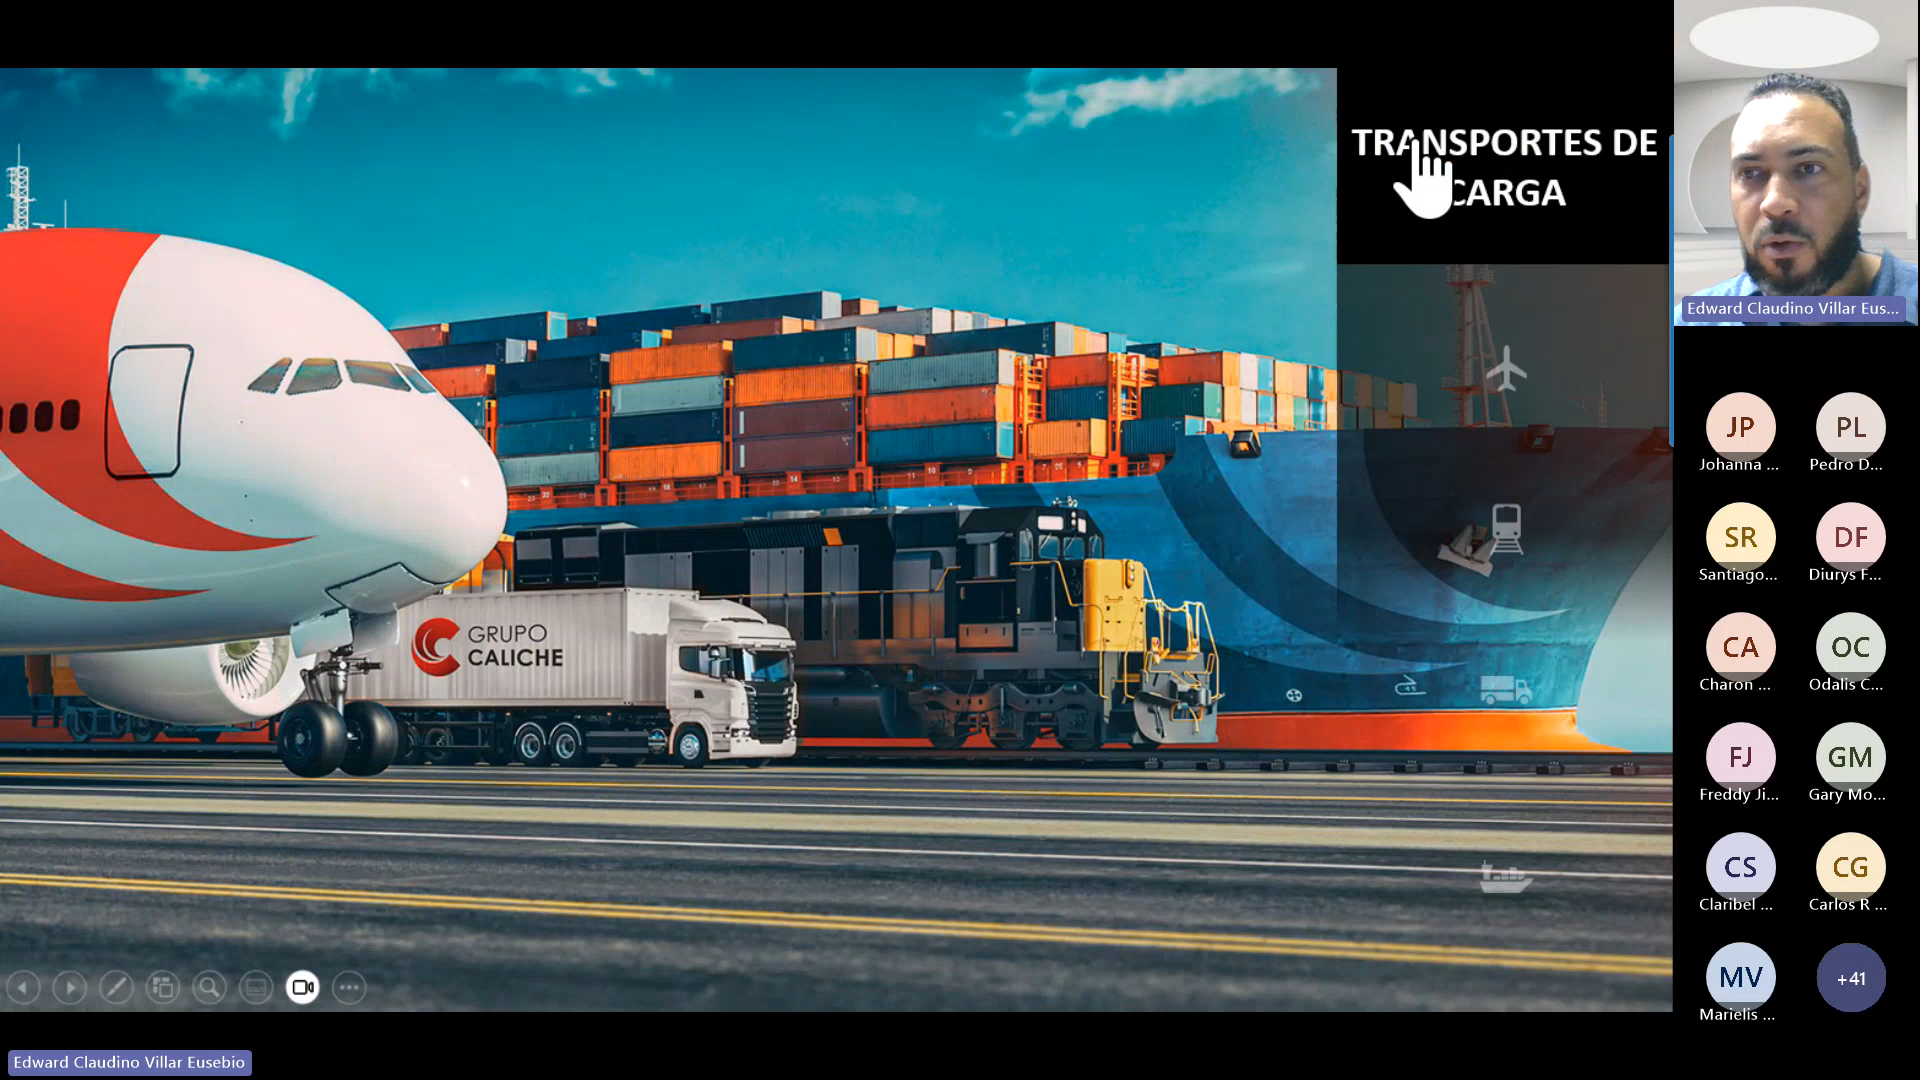 TRANSPORTES DE
CARGA
GRUPO
CALICHE
Edward Claudino Villar Eus...
JP
Johanna ...
PL
Pedro D...
SR
Santiago...
DF
Diurys F...
CA
Charon ...
OC
Odalis C...
FJ
Freddy Ji...
GM
Gary Mo...
CS
Claribel ...
CG
Carlos R ...
MV
Marielis ...
+41
Edward Claudino Villar Eusebio